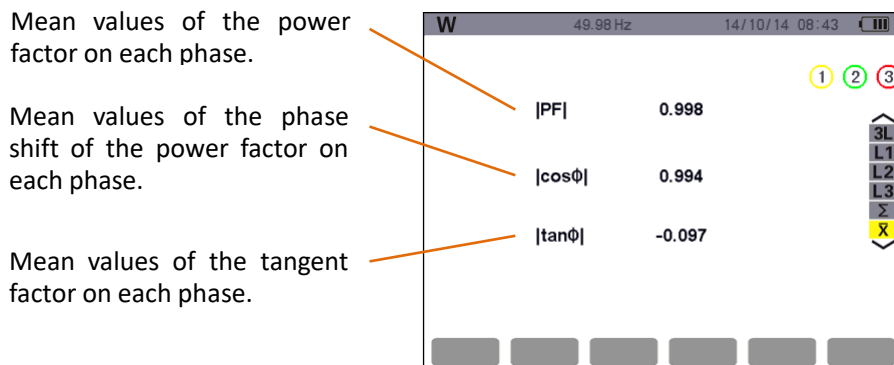 Mean values of the power
factor on each phase.
Mean values of the phase
shift of the power factor on
each phase.
Mean values of the tangent
factor on each phase.
W 49.98Hz 14/10/14 08:43
1 2 3
|PF| 0.998
|cosΦ| 0.994
|tanΦ| -0.097
3L
L1
L2
L3
Σ
X̅